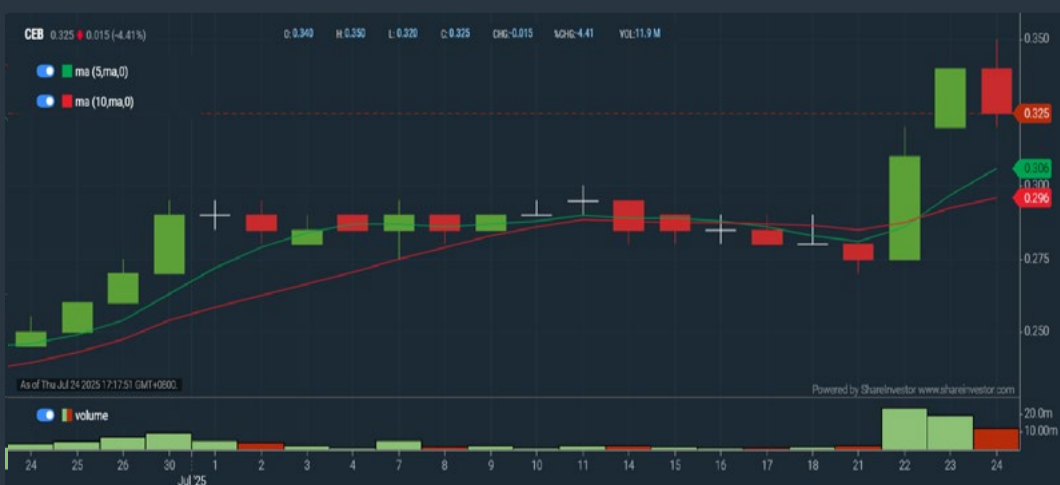 CEB 0.325 0.015 (-4.41%) O: 0.340 H: 0.350 L: 0.320 C: 0.325 CHG:-0.015 %CHG:-4.41 VOL:11.9 M
ma (5,ma,0)
ma (10,ma,0)
0.350
0.325
0.306
0.300
0.296
0.275
0.250
As of Thu Jul 24 2025 17:17:51 GMT+0800.
Powered by ShareInvestor www.shareinvestor.com
volume
20.0m
10.00m
24 25 26 30 1 2 3 4 7 8 9 10 11 14 15 16 17 18 21 22 23 24
Jul '25